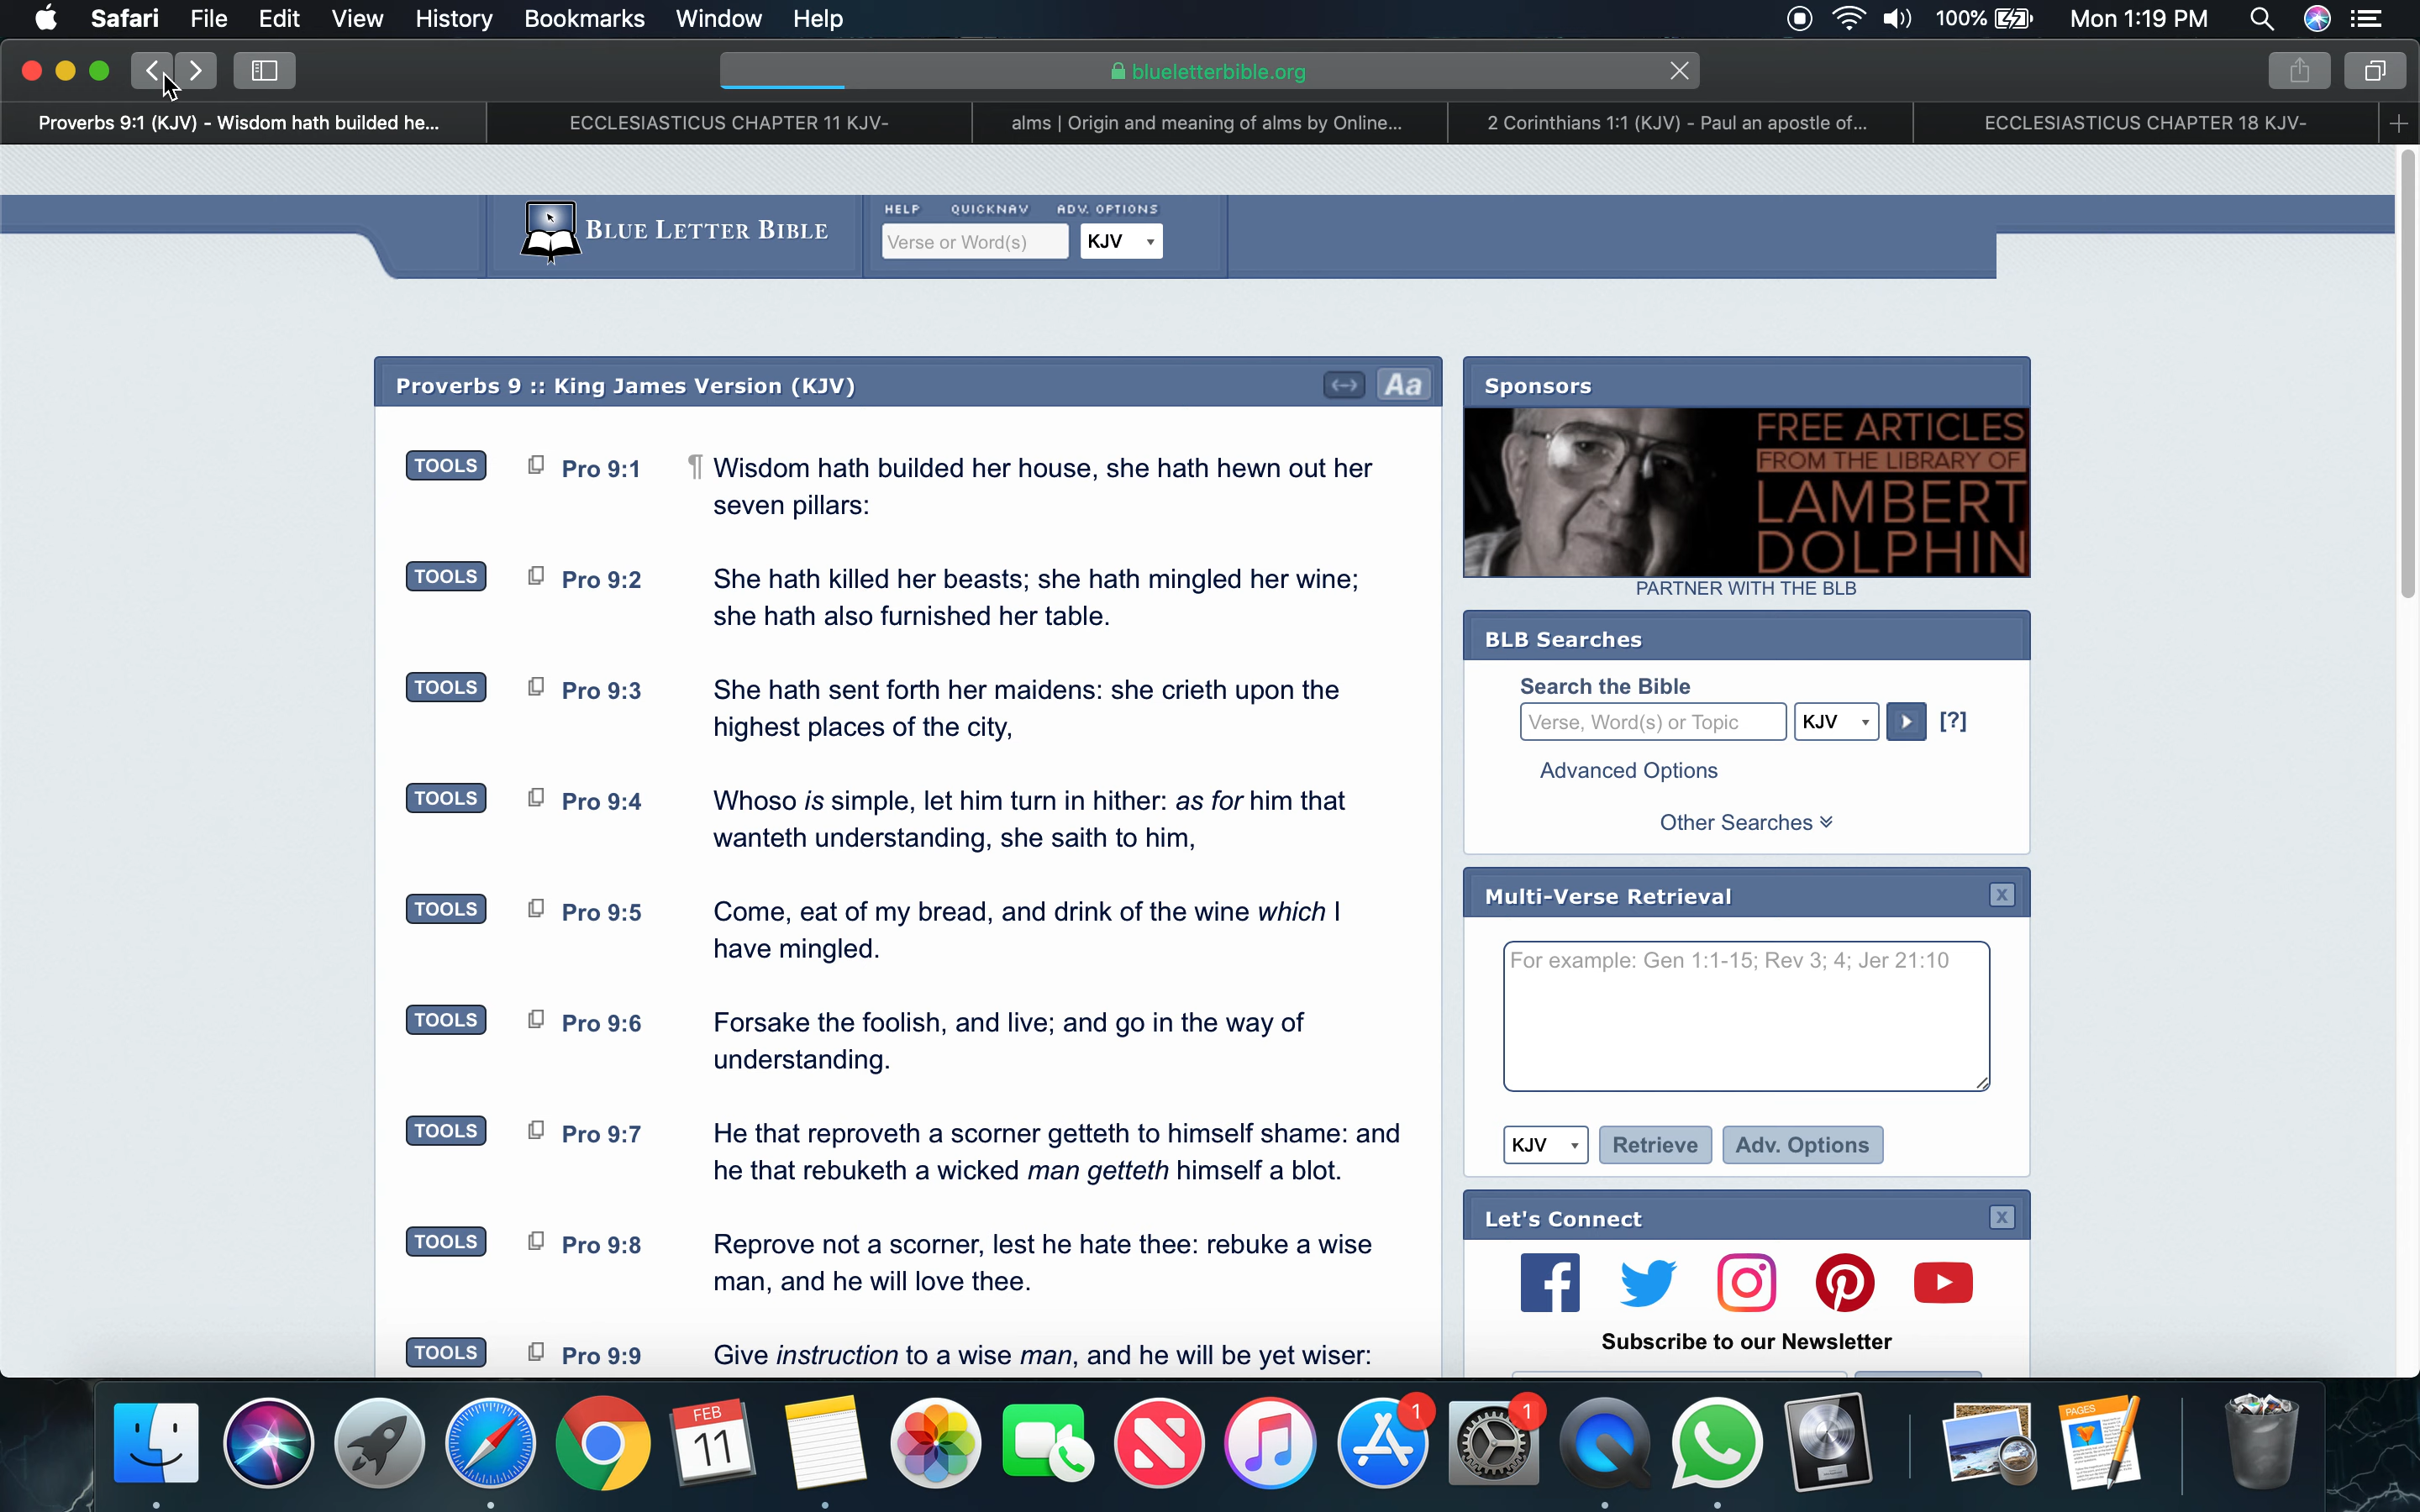 Safari File Edit View History Bookmarks Window Help 100% Mon 1:19 PM
blueletterbible.org
Proverbs 9:1 (KJV) - Wisdom hath builded he... ECCLESIASTICUS CHAPTER 11 KJV- alms | Origin and meaning of alms by Online... 2 Corinthians 1:1 (KJV) - Paul an apostle of... ECCLESIASTICUS CHAPTER 18 KJV-
BLUE LETTER BIBLE
HELP QUICKNAV ADV. OPTIONS
Verse or Word(s) KJV
Proverbs 9 :: King James Version (KJV) Aa
TOOLS Pro 9:1 ¶ Wisdom hath builded her house, she hath hewn out her
seven pillars:
TOOLS Pro 9:2 She hath killed her beasts; she hath mingled her wine;
she hath also furnished her table.
TOOLS Pro 9:3 She hath sent forth her maidens: she crieth upon the
highest places of the city,
TOOLS Pro 9:4 Whoso is simple, let him turn in hither: as for him that
wanteth understanding, she saith to him,
TOOLS Pro 9:5 Come, eat of my bread, and drink of the wine which I
have mingled.
TOOLS Pro 9:6 Forsake the foolish, and live; and go in the way of
understanding.
TOOLS Pro 9:7 He that reproveth a scorner getteth to himself shame: and
he that rebuketh a wicked man getteth himself a blot.
TOOLS Pro 9:8 Reprove not a scorner, lest he hate thee: rebuke a wise
man, and he will love thee.
TOOLS Pro 9:9 Give instruction to a wise man, and he will be yet wiser:
Sponsors
FREE ARTICLES
FROM THE LIBRARY OF
LAMBERT
DOLPHIN
PARTNER WITH THE BLB
BLB Searches
Search the Bible
Verse, Word(s) or Topic KJV [?]
Advanced Options
Other Searches
Multi-Verse Retrieval X
For example: Gen 1:1-15; Rev 3; 4; Jer 21:10
KJV Retrieve Adv. Options
Let's Connect X
Subscribe to our Newsletter
FEB
11
1
1
PAGES